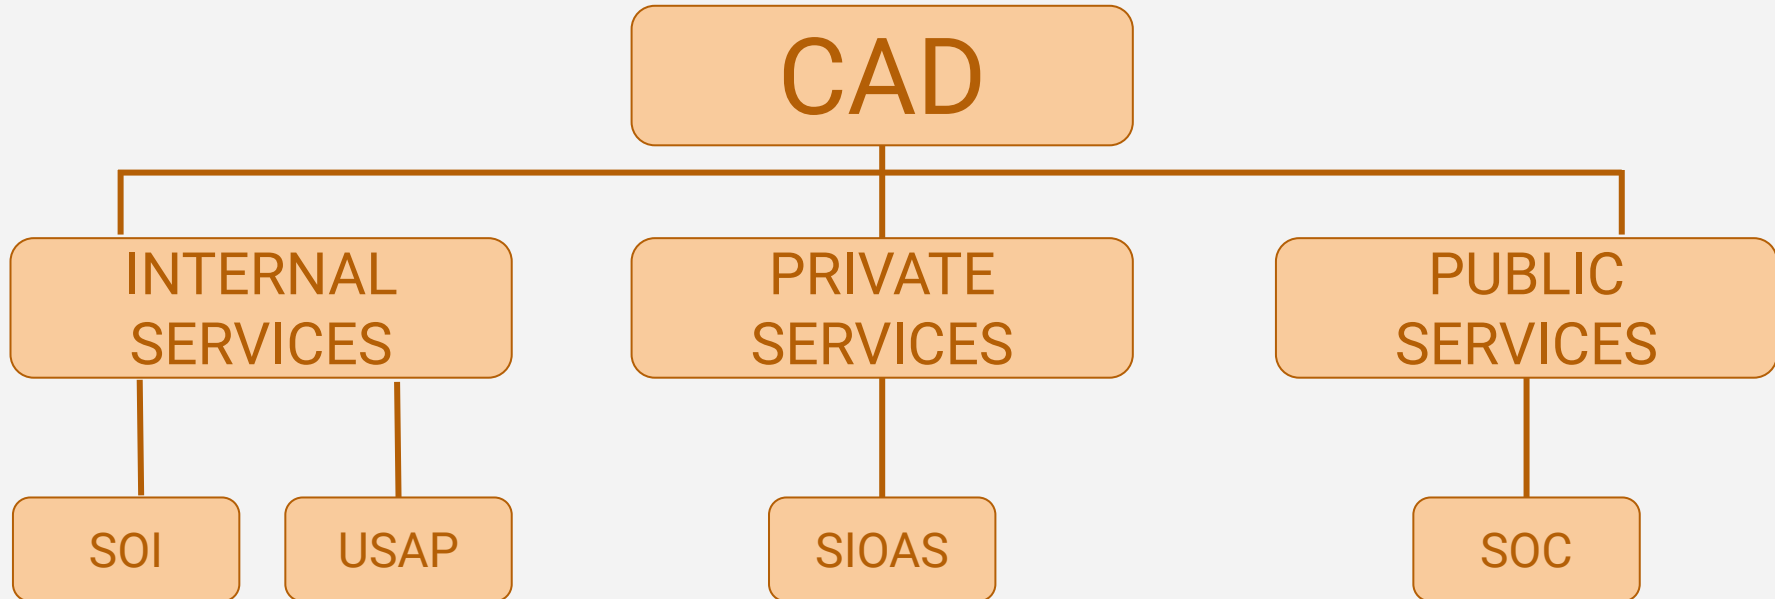 CAD
INTERNAL
SERVICES
PRIVATE
SERVICES
PUBLIC
SERVICES
SOI
USAP
SIOAS
SOC